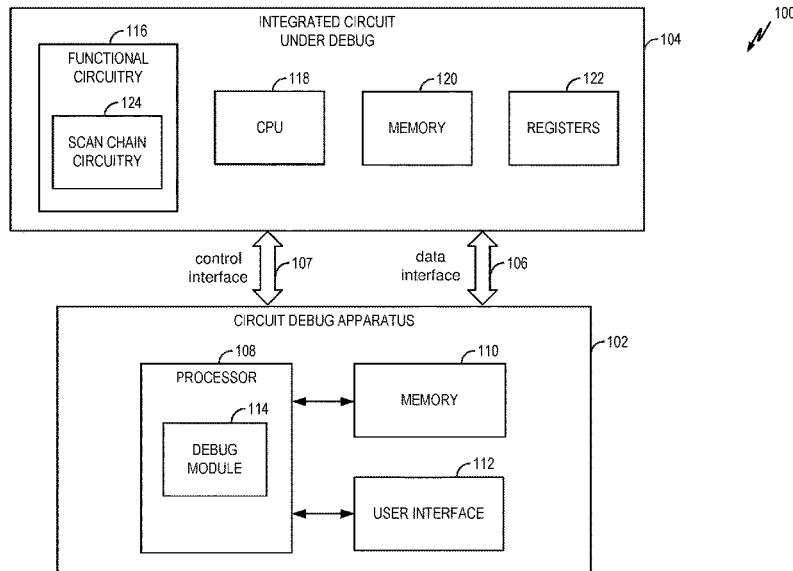 100
INTEGRATED CIRCUIT
UNDER DEBUG
104
116
FUNCTIONAL
CIRCUITRY
124
SCAN CHAIN
CIRCUITRY
118
CPU
120
MEMORY
122
REGISTERS
control
interface
107
data
interface
106
CIRCUIT DEBUG APPARATUS
102
108
PROCESSOR
114
DEBUG
MODULE
110
MEMORY
112
USER INTERFACE